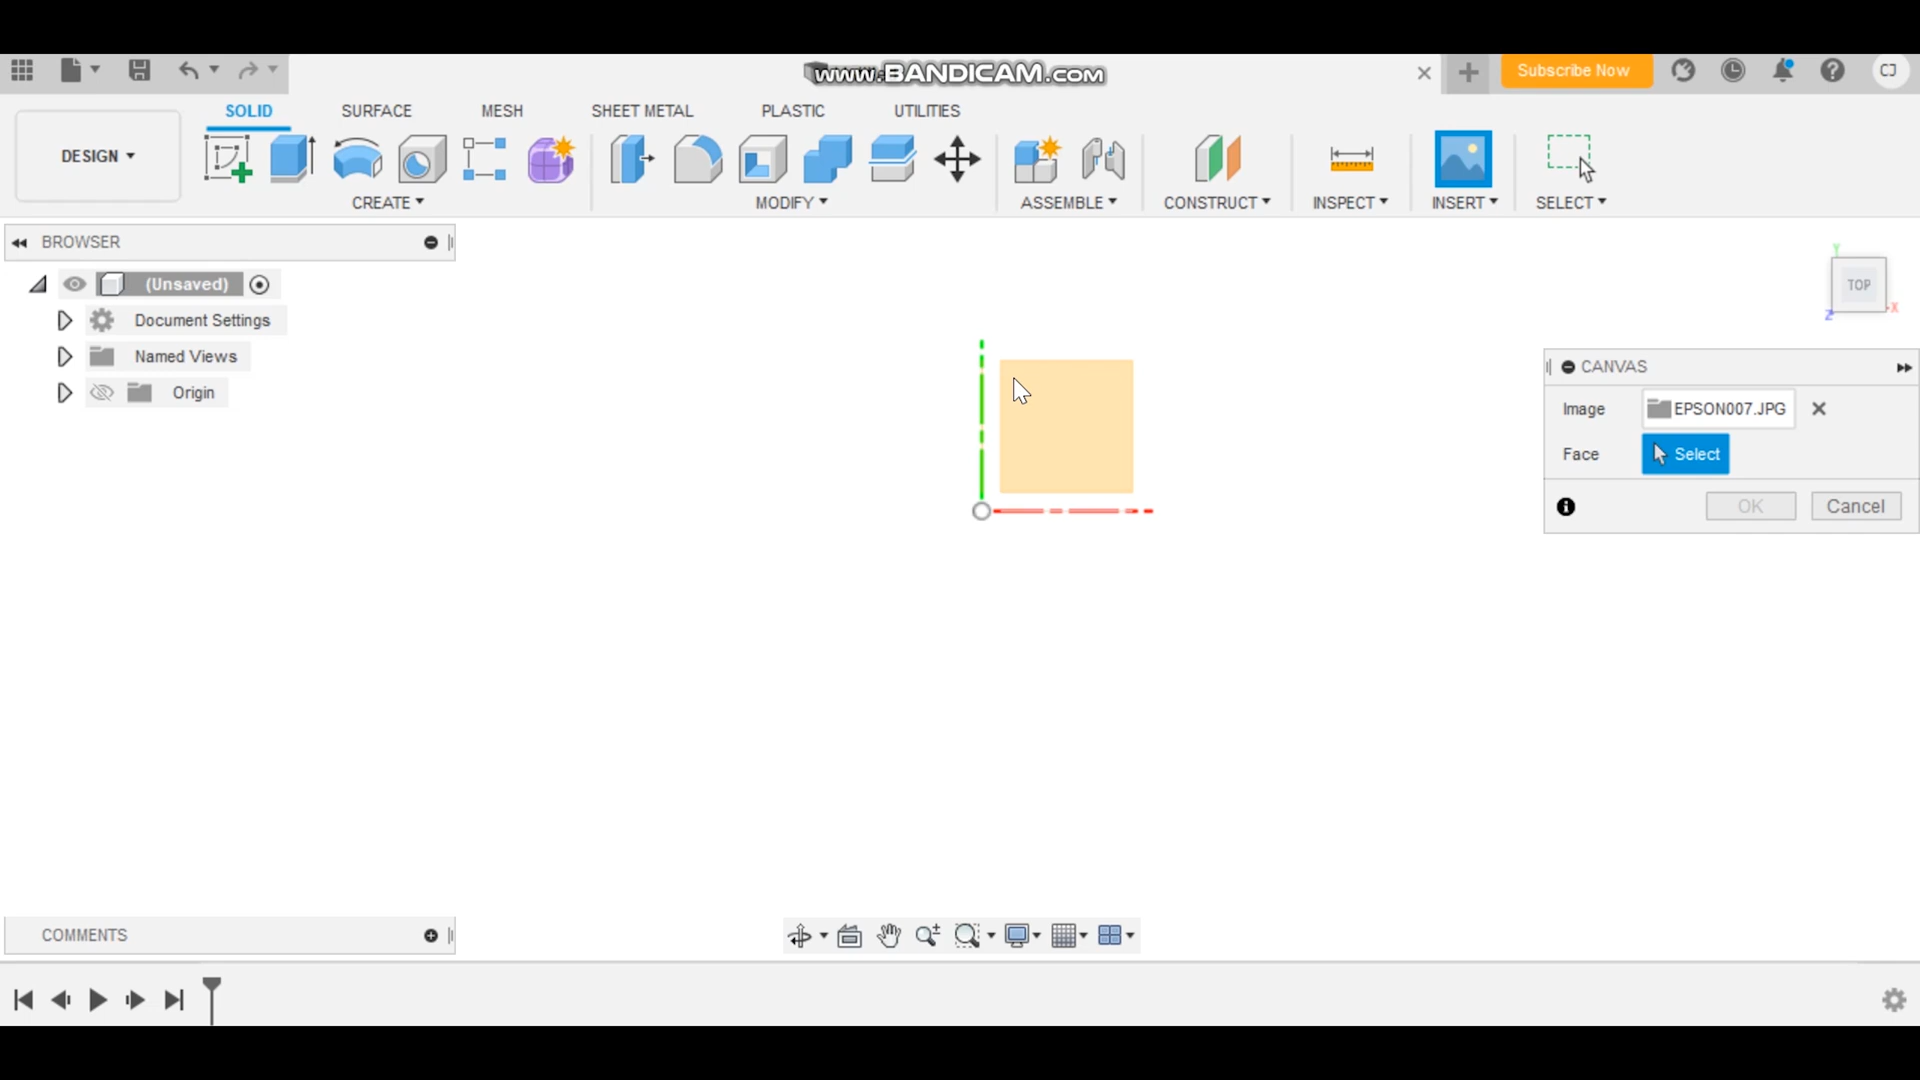 www.BANDICAM.com
Subscribe Now
CJ
DESIGN
SOLID
SURFACE
MESH
SHEET METAL
PLASTIC
UTILITIES
CREATE
MODIFY
ASSEMBLE
CONSTRUCT
INSPECT
INSERT
SELECT
BROWSER
(Unsaved)
Document Settings
Named Views
Origin
Y
TOP
X
Z
CANVAS
Image
EPSON007.JPG
Face
Select
OK
Cancel
COMMENTS